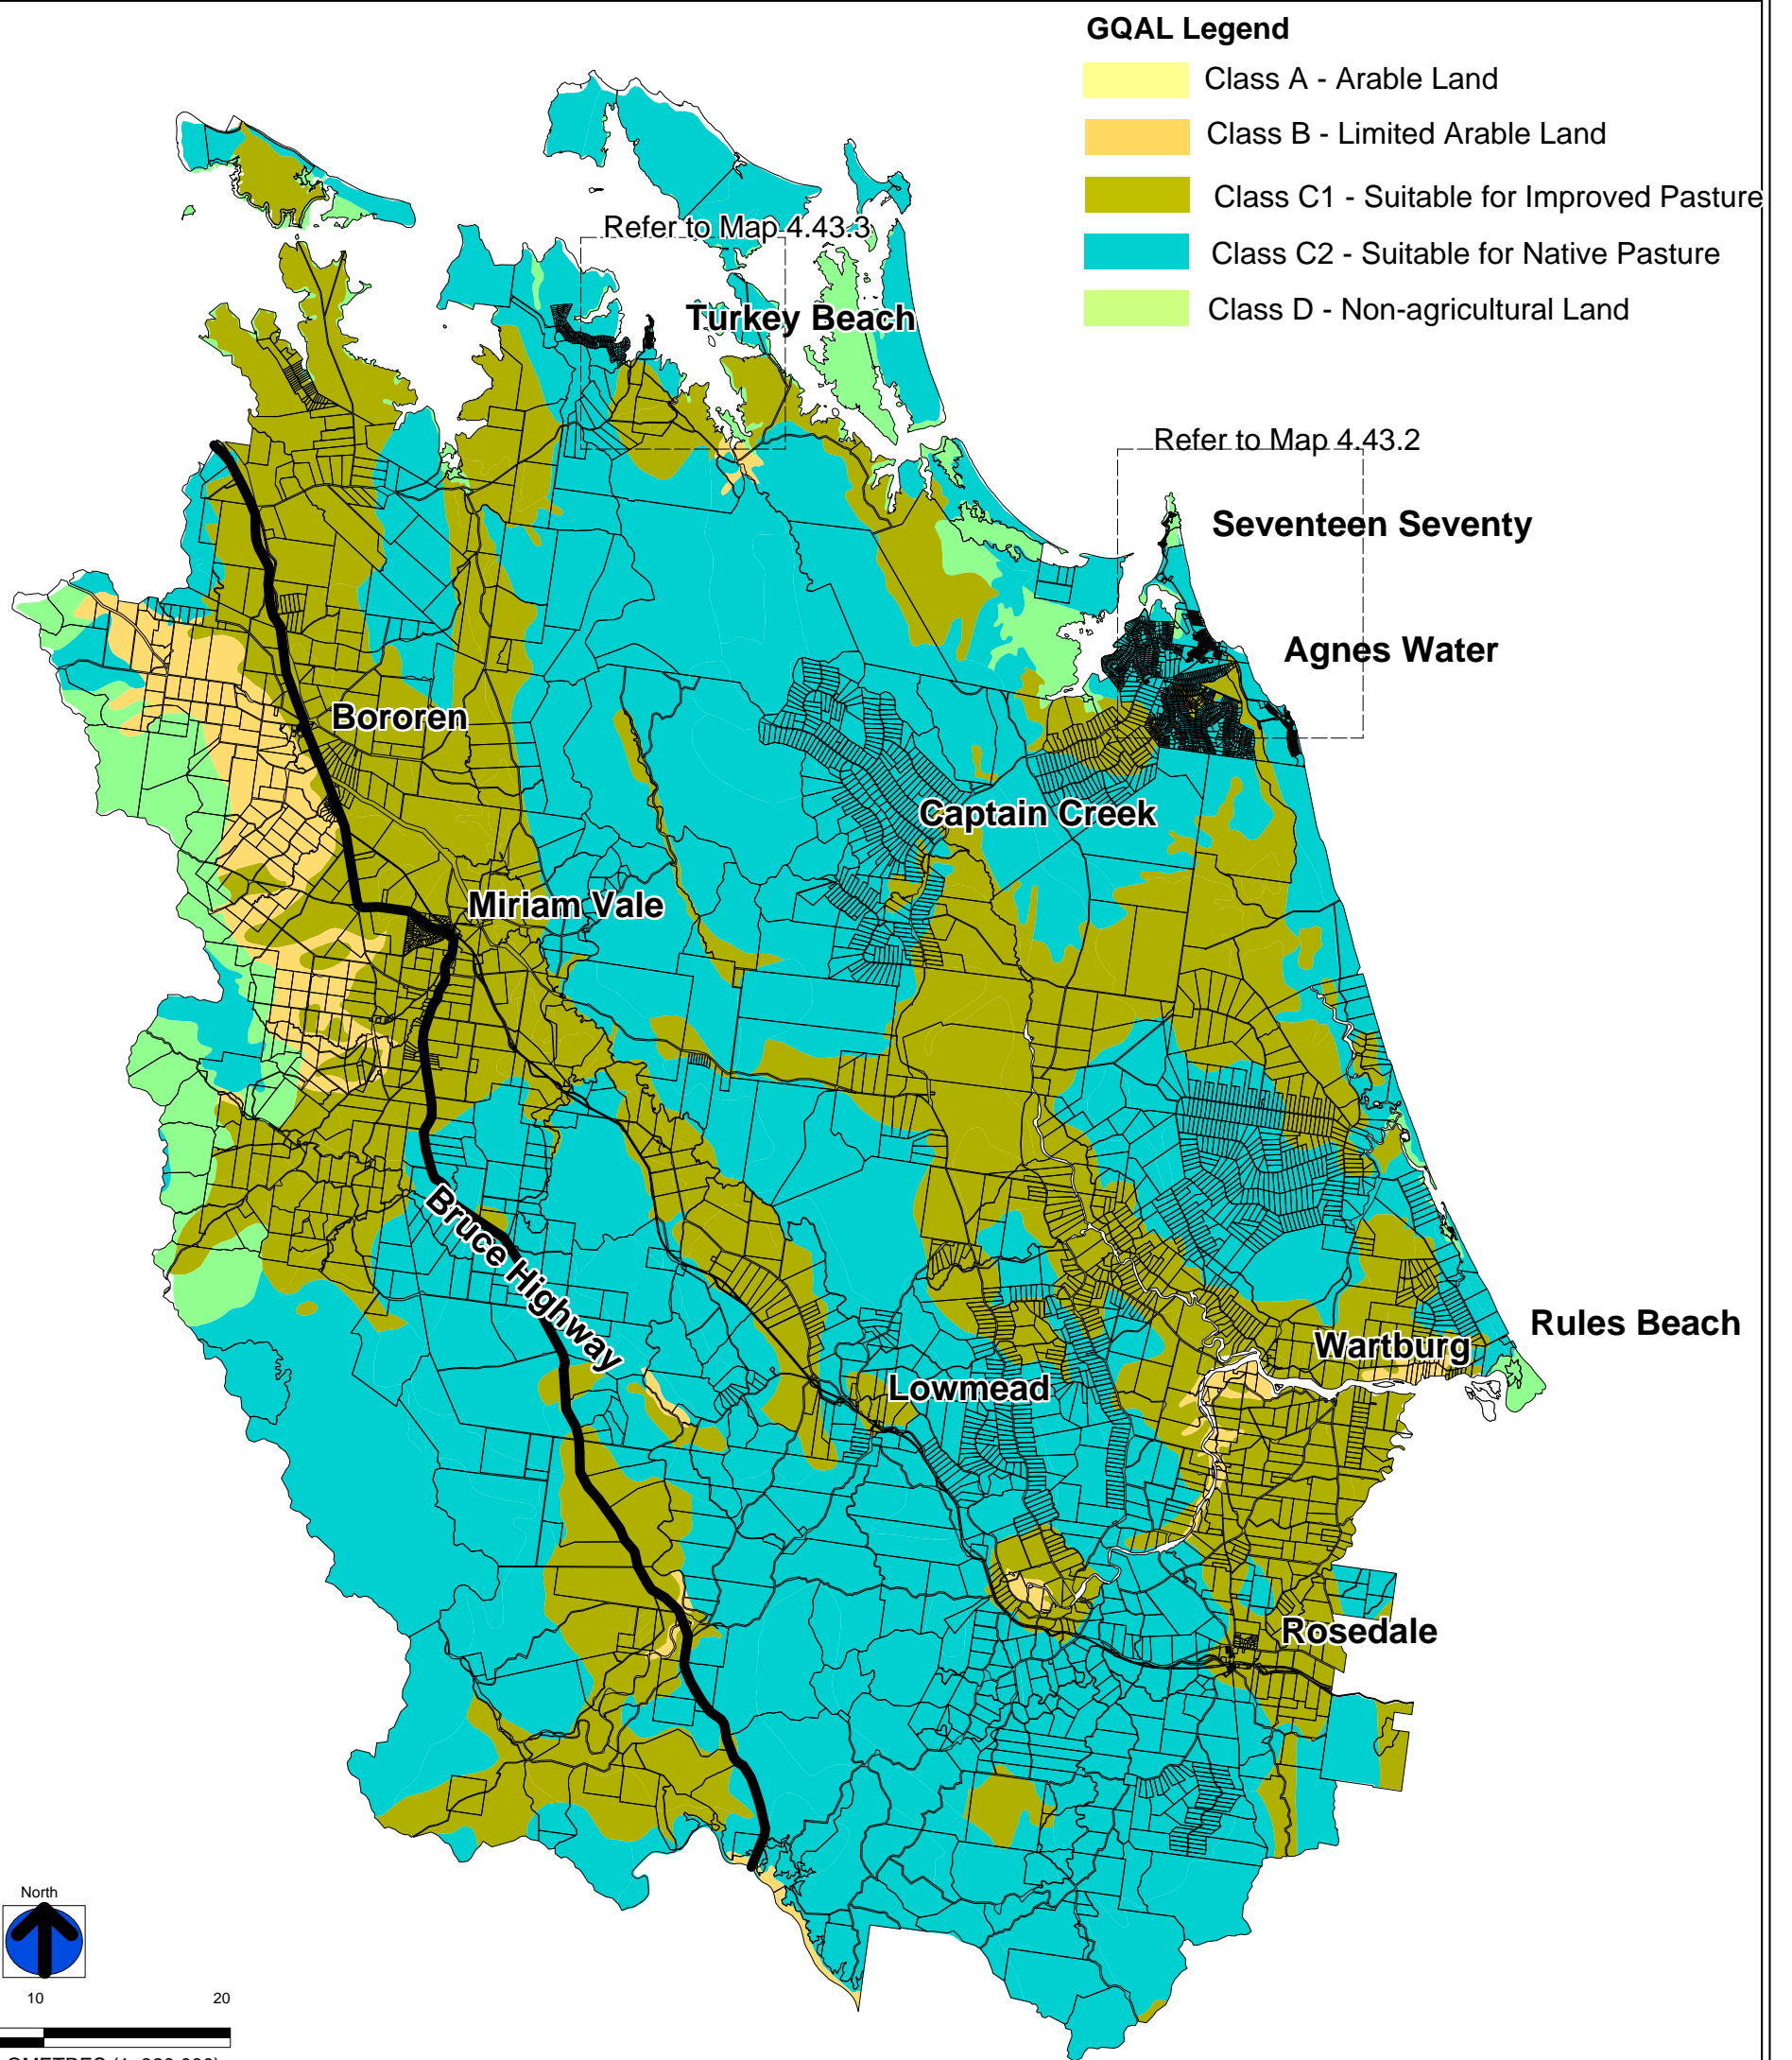 GQAL Legend
Class A - Arable Land
Class B - Limited Arable Land
Class C1 - Suitable for Improved Pasture
Class C2 - Suitable for Native Pasture
Class D - Non-agricultural Land
Refer to Map 4.43.3
Turkey Beach
Refer to Map 4.43.2
Seventeen Seventy
Agnes Water
Bororen
Captain Creek
Miriam Vale
Bruce Highway
Rules Beach
Wartburg
Lowmead
Rosedale
North
10 20